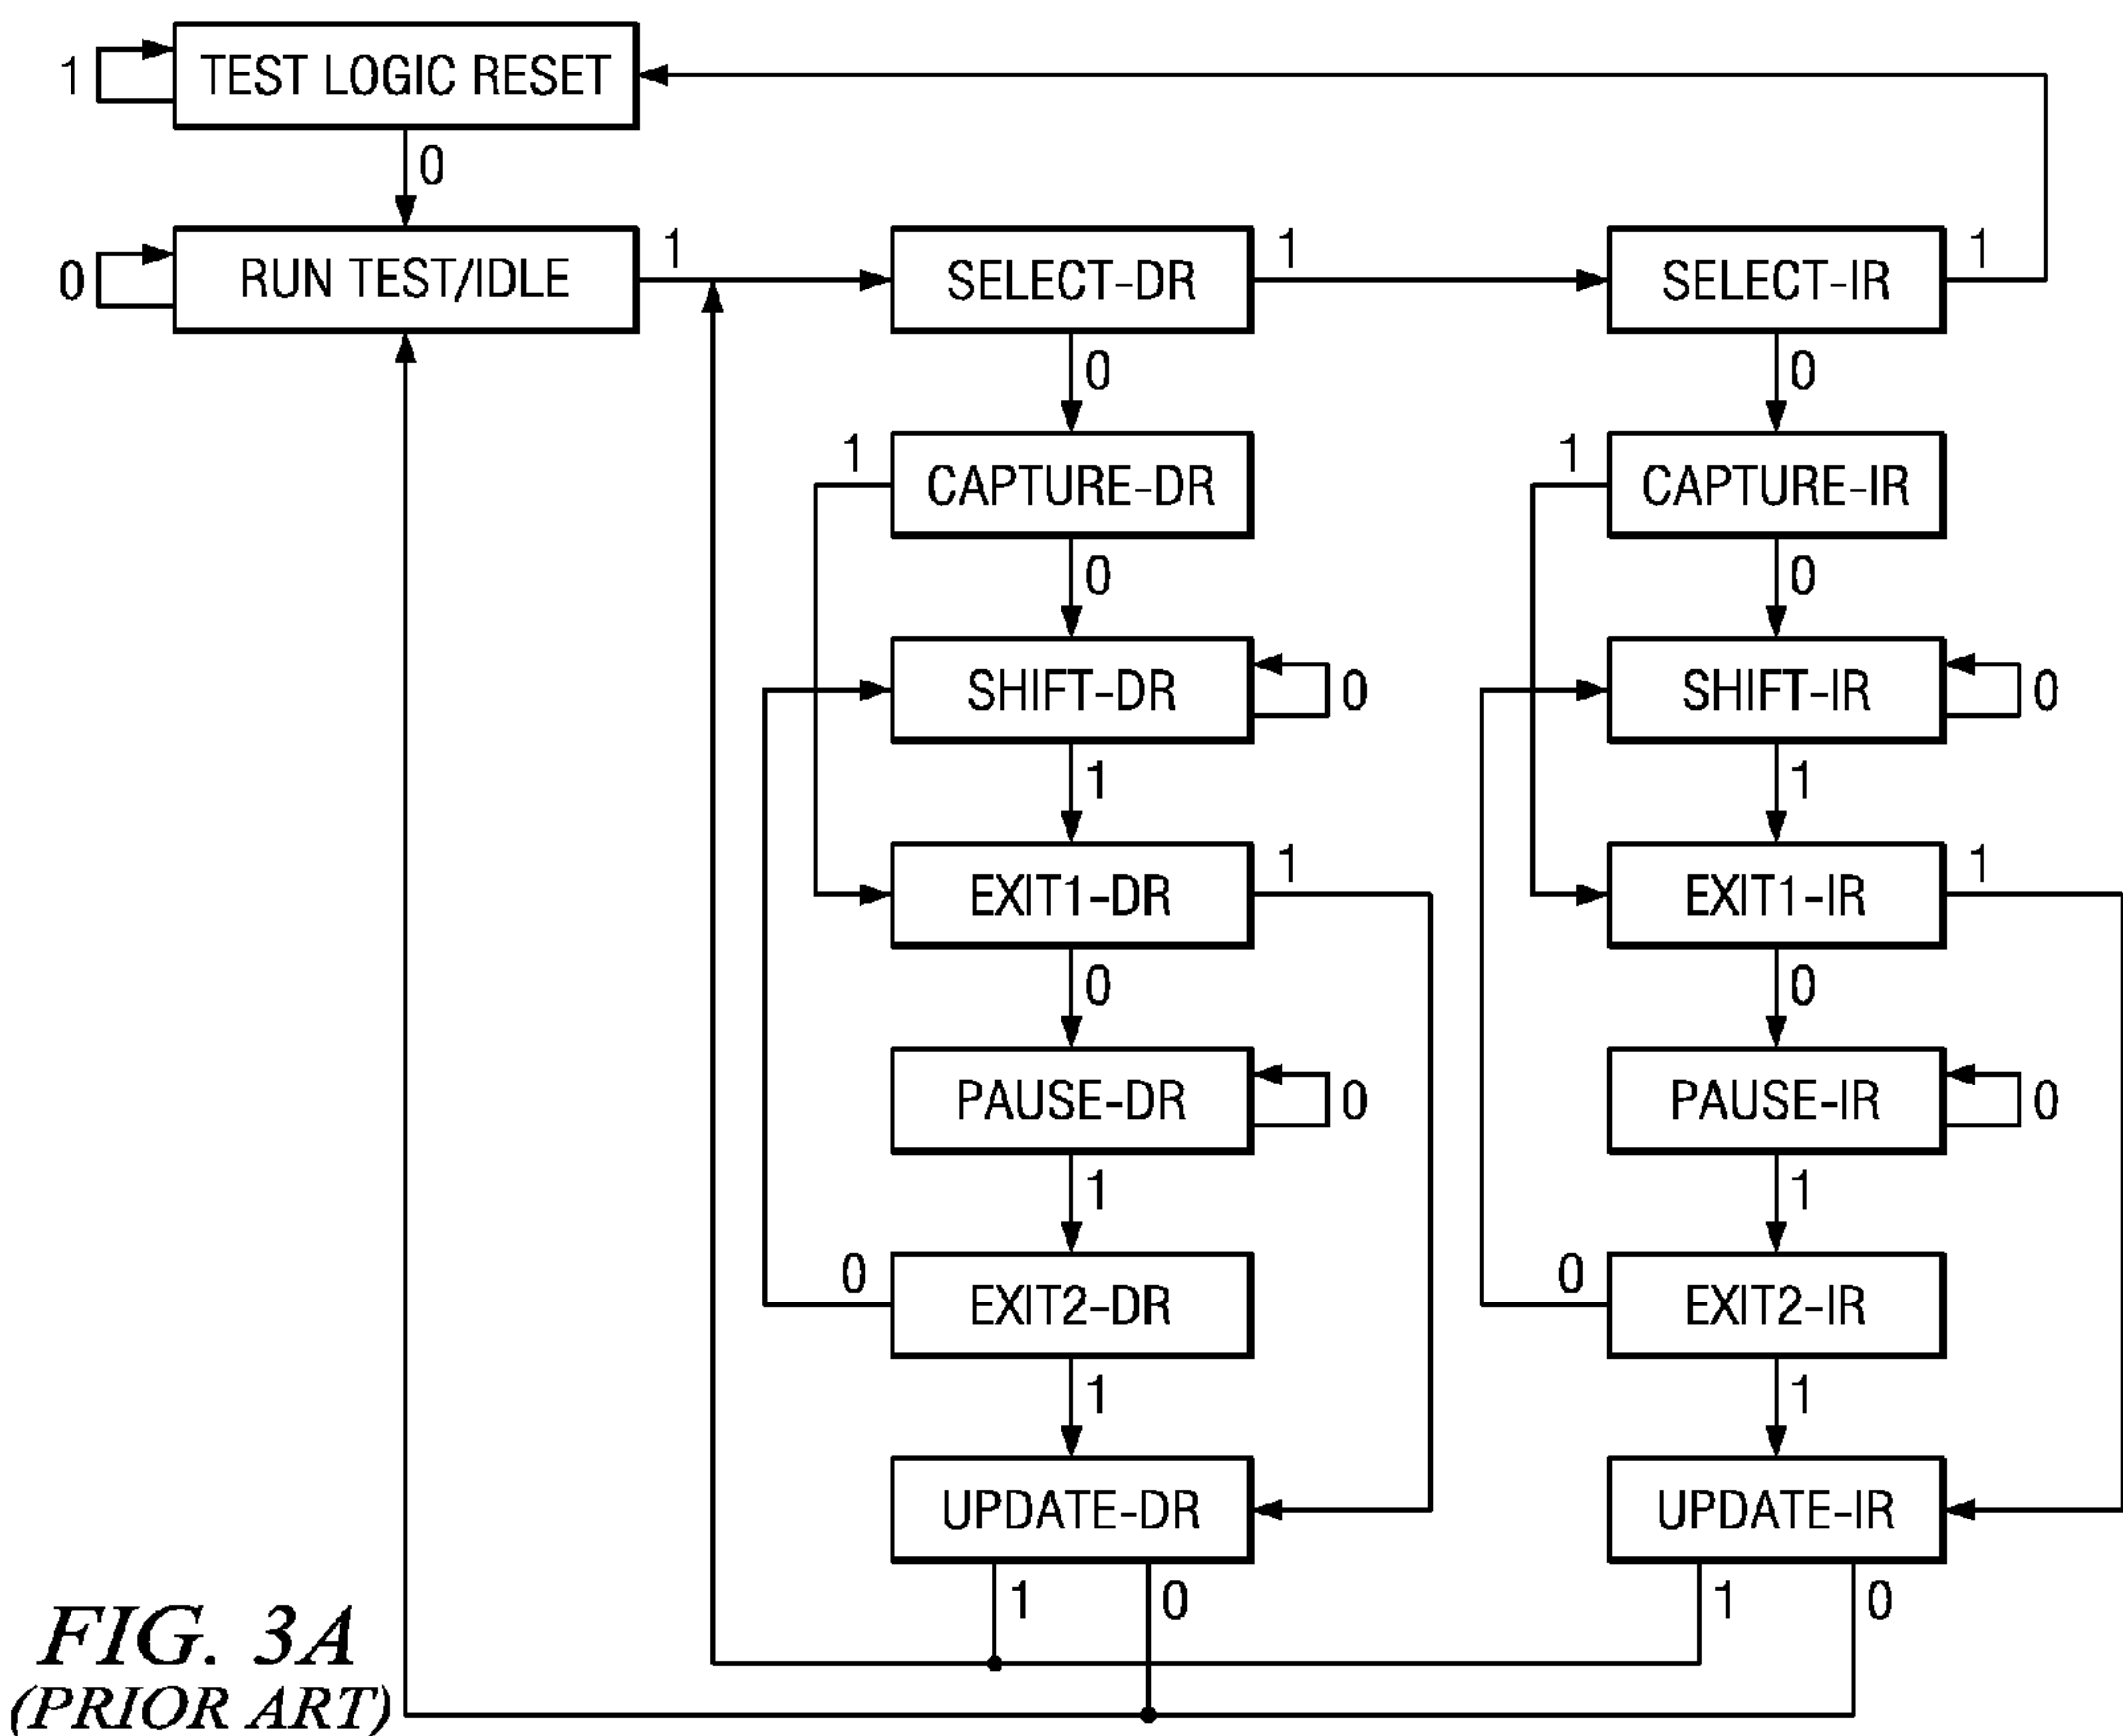 1
TEST LOGIC RESET
0
0
RUN TEST/IDLE
1
SELECT-DR
1
SELECT-IR
1
0
0
1
CAPTURE-DR
1
CAPTURE-IR
0
0
SHIFT-DR
0
SHIFT-IR
0
1
1
EXIT1-DR
1
EXIT1-IR
1
0
0
PAUSE-DR
0
PAUSE-IR
0
1
1
0
EXIT2-DR
0
EXIT2-IR
1
1
UPDATE-DR
UPDATE-IR
1
0
1
0
FIG. 3A
(PRIOR ART)